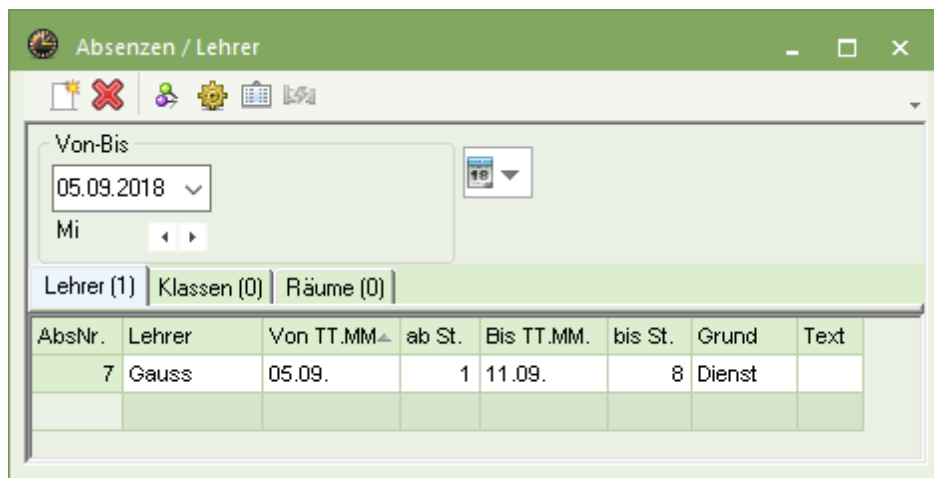 Absenzen / Lehrer
Von-Bis
05.09.2018
18
Mi
Lehrer (1) Klassen (0) Räume (0)
AbsNr. Lehrer Von TT.MM ab St. Bis TT.MM. bis St. Grund Text
7 Gauss 05.09. 1 11.09. 8 Dienst